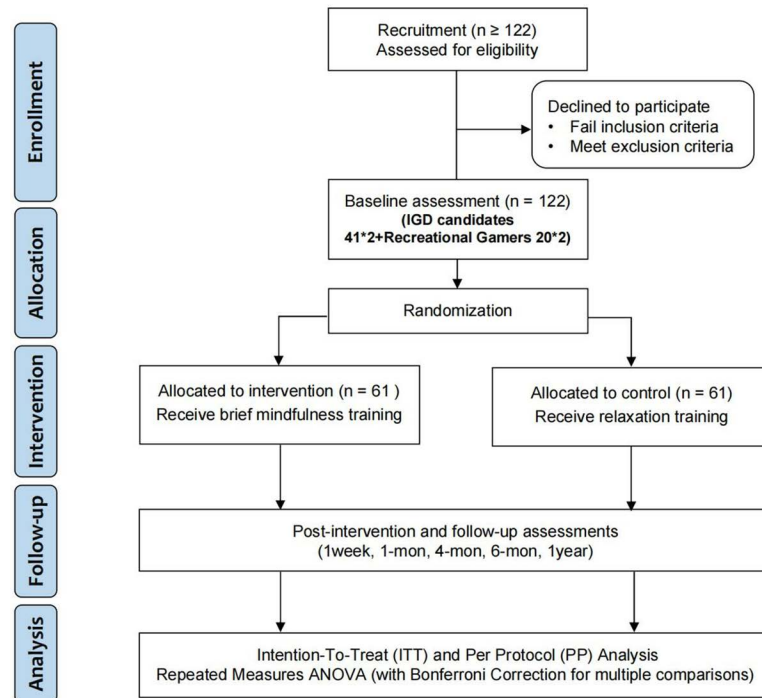 Enrollment
Recruitment (n ≥ 122)
Assessed for eligibility
Declined to participate
• Fail inclusion criteria
• Meet exclusion criteria
Baseline assessment (n = 122)
(IGD candidates
41*2+Recreational Gamers 20*2)
Allocation
Randomization
Intervention
Allocated to intervention (n = 61 )
Receive brief mindfulness training
Allocated to control (n = 61)
Receive relaxation training
Follow-up
Post-intervention and follow-up assessments
(1week, 1-mon, 4-mon, 6-mon, 1year)
Analysis
Intention-To-Treat (ITT) and Per Protocol (PP) Analysis
Repeated Measures ANOVA (with Bonferroni Correction for multiple comparisons)